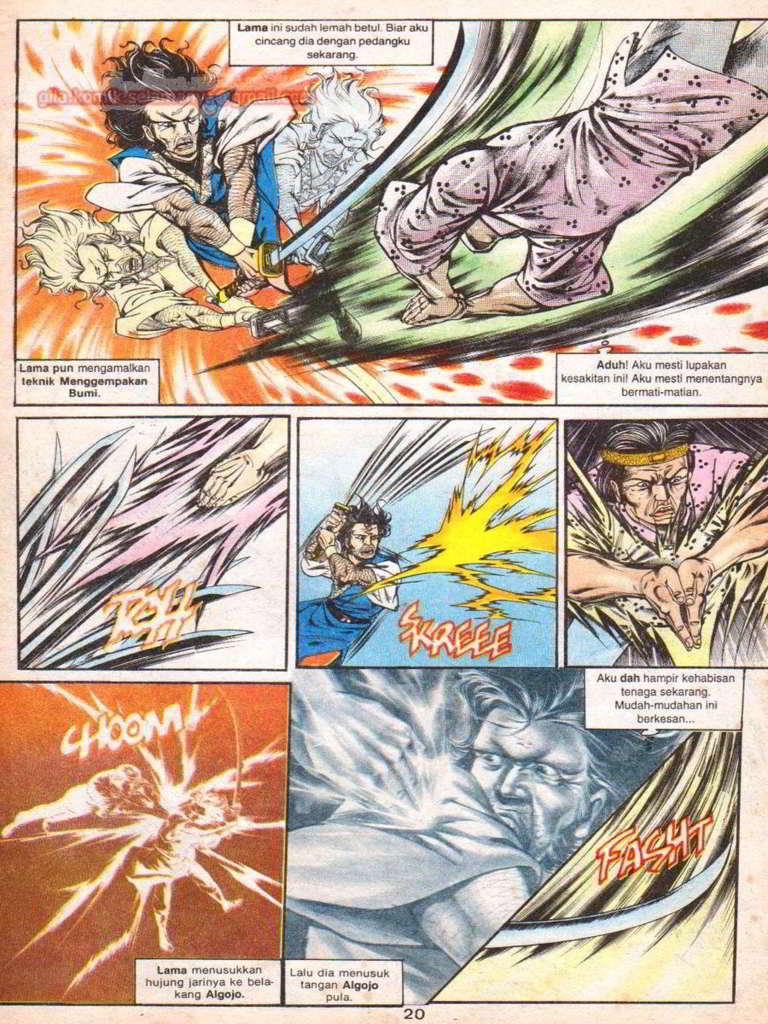 Lama ini sudah lemah betul. Biar aku
cincang dia dengan pedangku
sekarang.
Lama pun mengamalkan
teknik Menggempakan
Bumi.
Aduh! Aku mesti lupakan
kesakitan ini! Aku mesti menentangnya
bermati-matian.
SKREEE
Aku dah hampir kehabisan
tenaga sekarang.
Mudah-mudahan ini
berkesan...
CHOOM!
FASHT
Lama menusukkan
hujung jarinya ke bela-
kang Algojo.
Lalu dia menusuk
tangan Algojo
pula.
20